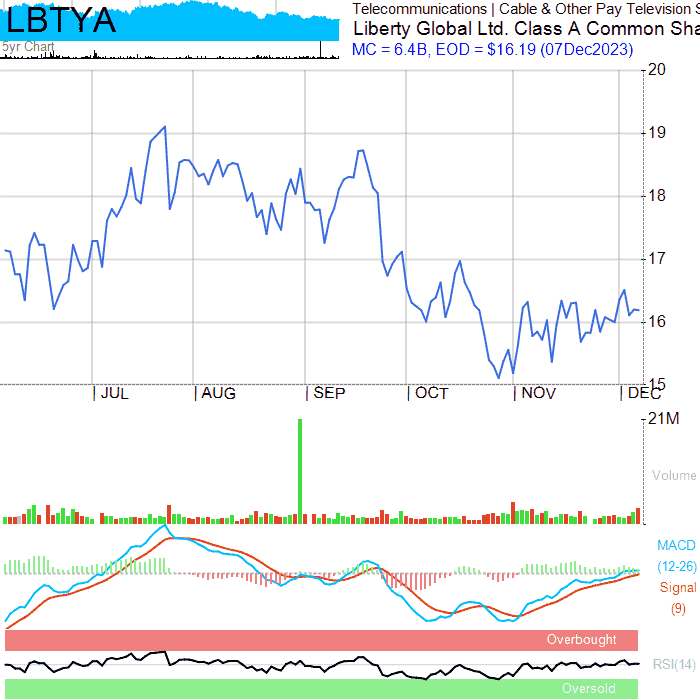 LBTYA
5yr Chart
Telecommunications | Cable & Other Pay Television S
Liberty Global Ltd. Class A Common Sha
MC = 6.4B, EOD = $16.19 (07Dec2023)
20
19
18
17
16
15
JUL AUG SEP OCT NOV DEC
21M
Volume
MACD
(12-26)
Signal
(9)
Overbought
RSI(14)
Oversold